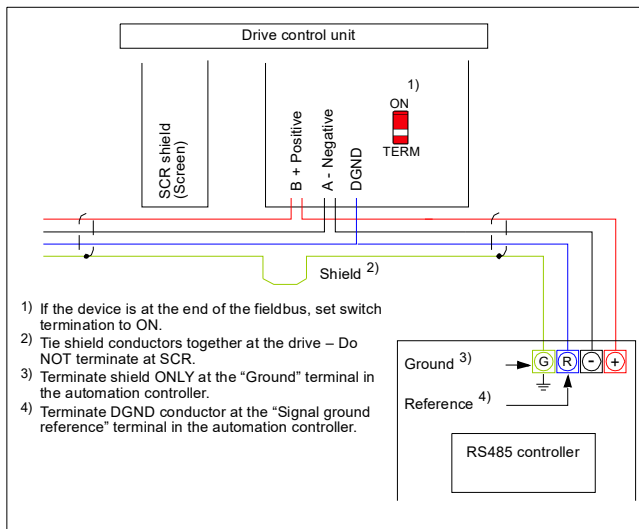 Drive control unit
SCR shield
(Screen)
B + Positive
A - Negative
DGND
1)
ON
TERM
Shield 2)
1) If the device is at the end of the fieldbus, set switch
termination to ON.
2) Tie shield conductors together at the drive – Do
NOT terminate at SCR.
3) Terminate shield ONLY at the “Ground” terminal in
the automation controller.
4) Terminate DGND conductor at the “Signal ground
reference” terminal in the automation controller.
Ground 3)
G R - +
Reference 4)
RS485 controller